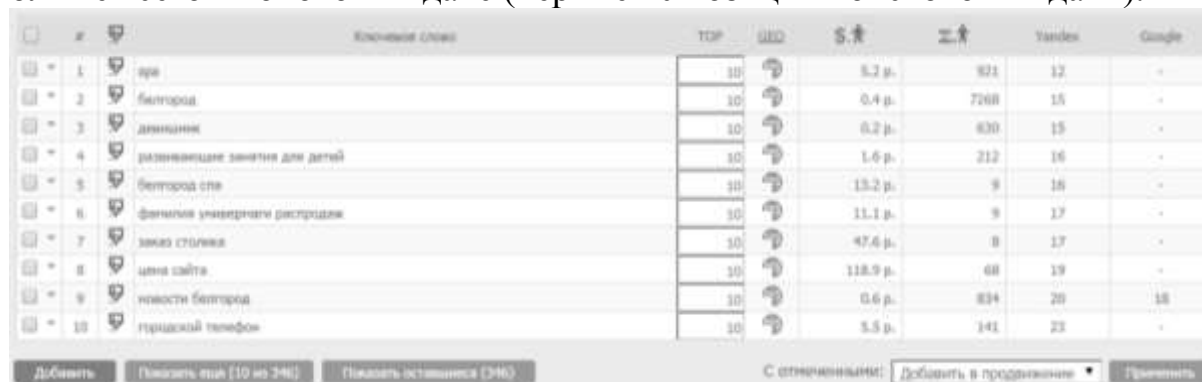 # Ключевое слово TOP GEO S. Σ. Yandex Google
1 10 5.2 р. 921 12 -
2 белгород 10 0.4 р. 7268 15 -
3 девишник 10 0.2 р. 630 15 -
4 развивающие занятия для детей 10 1.6 р. 212 16 -
5 белгород спа 10 13.2 р. 9 16 -
6 фамилия универмаги распродаж 10 11.1 р. 9 17 -
7 заказ столика 10 47.6 р. 8 17 -
8 цена сайта 10 118.9 р. 68 19 -
9 новости белгород 10 0.6 р. 834 20 18
10 городской телефон 10 5.5 р. 141 23 -
Добавить Показать еще (10 из 346) Показать оставшиеся (346) С отмеченными: Добавить в продвижение Применить